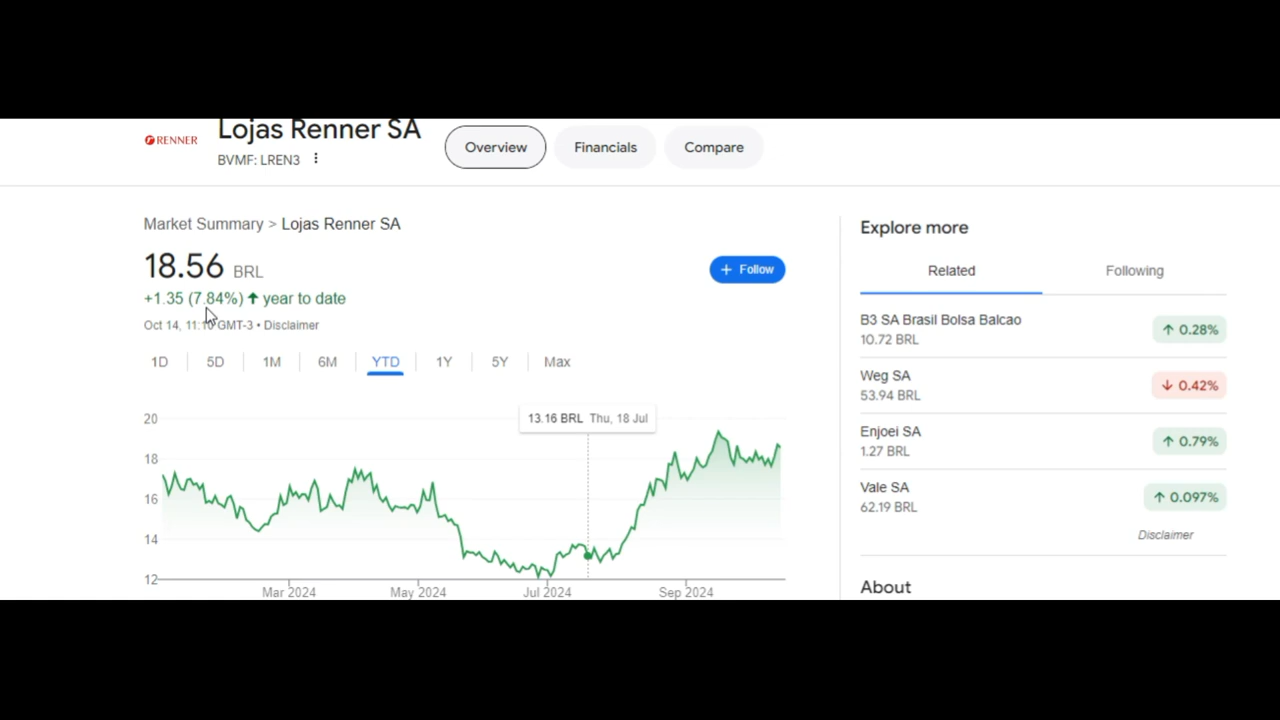 RENNER
Lojas Renner SA
BVMF: LREN3
Overview
Financials
Compare
Market Summary > Lojas Renner SA
18.56 BRL
+1.35 (7.84%) ↑ year to date
Oct 14, 11: GMT-3 • Disclaimer
+ Follow
1D 5D 1M 6M YTD 1Y 5Y Max
13.16 BRL Thu, 18 Jul
20
18
16
14
12
Mar 2024 May 2024 Jul 2024 Sep 2024
Explore more
Related Following
B3 SA Brasil Bolsa Balcao
10.72 BRL
↑ 0.28%
Weg SA
53.94 BRL
↓ 0.42%
Enjoei SA
1.27 BRL
↑ 0.79%
Vale SA
62.19 BRL
↑ 0.097%
Disclaimer
About